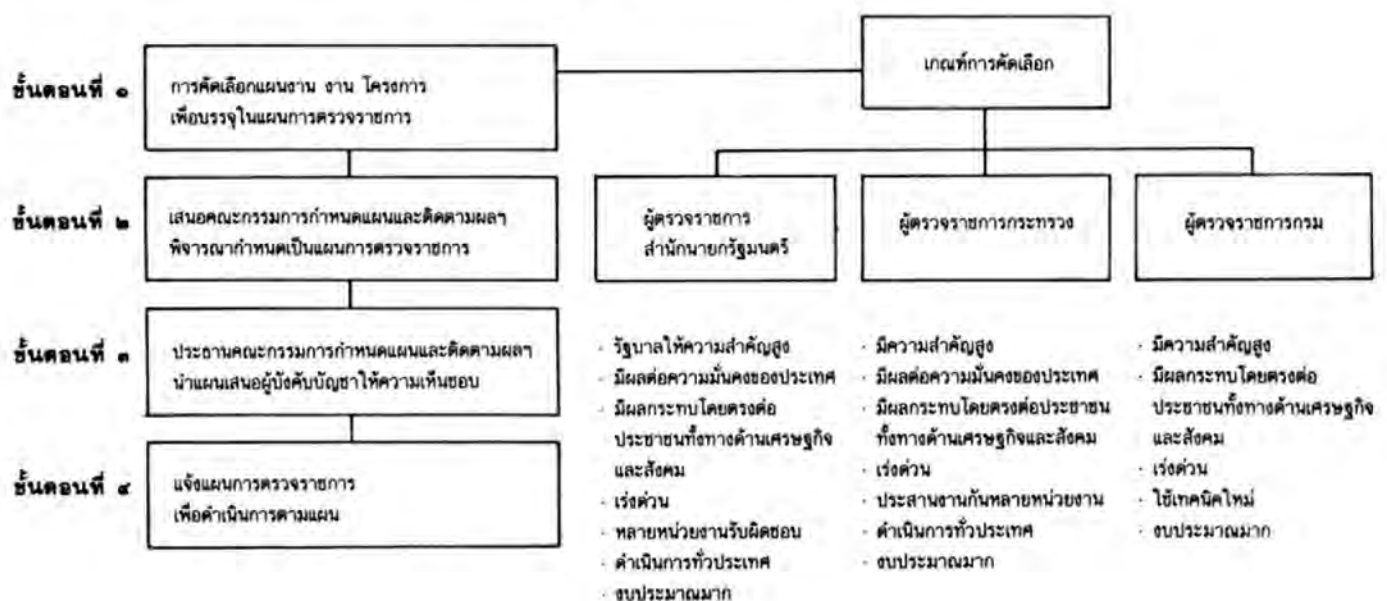 ขั้นตอนที่ ๑
การคัดเลือกแผนงาน งาน โครงการ
เพื่อบรรจุในแผนการตรวจราชการ
เกณฑ์การคัดเลือก
ขั้นตอนที่ ๒
เสนอคณะกรรมการกำหนดแผนและติดตามผลฯ
พิจารณากำหนดเป็นแผนการตรวจราชการ
ขั้นตอนที่ ๓
ประธานคณะกรรมการกำหนดแผนและติดตามผลฯ
นำแผนเสนอผู้บังคับบัญชาให้ความเห็นชอบ
ขั้นตอนที่ ๔
แจ้งแผนการตรวจราชการ
เพื่อดำเนินการตามแผน
ผู้ตรวจราชการ
สำนักนายกรัฐมนตรี
· รัฐบาลให้ความสำคัญสูง
· มีผลต่อความมั่นคงของประเทศ
· มีผลกระทบโดยตรงต่อ
ประชาชนทั้งทางด้านเศรษฐกิจ
และสังคม
· เร่งด่วน
· หลายหน่วยงานรับผิดชอบ
· ดำเนินการทั่วประเทศ
· งบประมาณมาก
ผู้ตรวจราชการกระทรวง
· มีความสำคัญสูง
· มีผลต่อความมั่นคงของประเทศ
· มีผลกระทบโดยตรงต่อประชาชน
ทั้งทางด้านเศรษฐกิจและสังคม
· เร่งด่วน
· ประสานงานกันหลายหน่วยงาน
· ดำเนินการทั่วประเทศ
· งบประมาณมาก
ผู้ตรวจราชการกรม
· มีความสำคัญสูง
· มีผลกระทบโดยตรงต่อ
ประชาชนทั้งทางด้านเศรษฐกิจ
และสังคม
· เร่งด่วน
· ใช้เทคนิคใหม่
· งบประมาณมาก